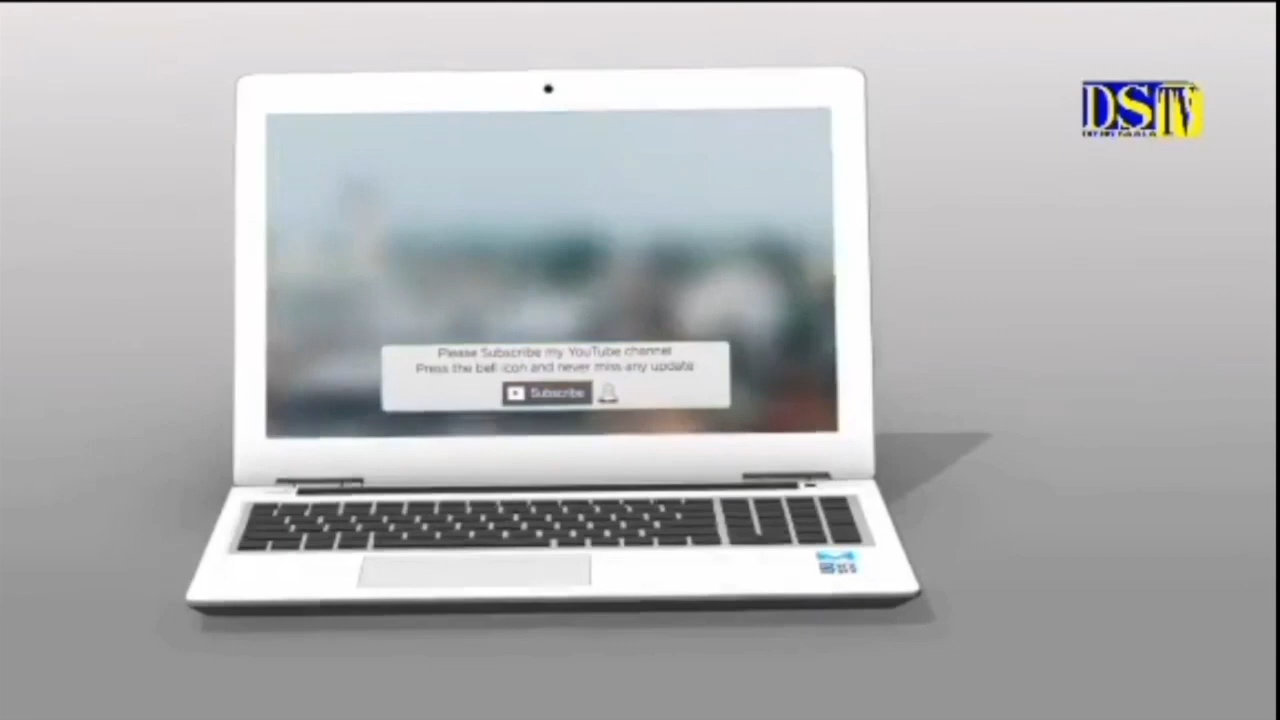 DSTV
Please Subscribe my YouTube channel
Press the bell icon and never miss any update
Subscribe